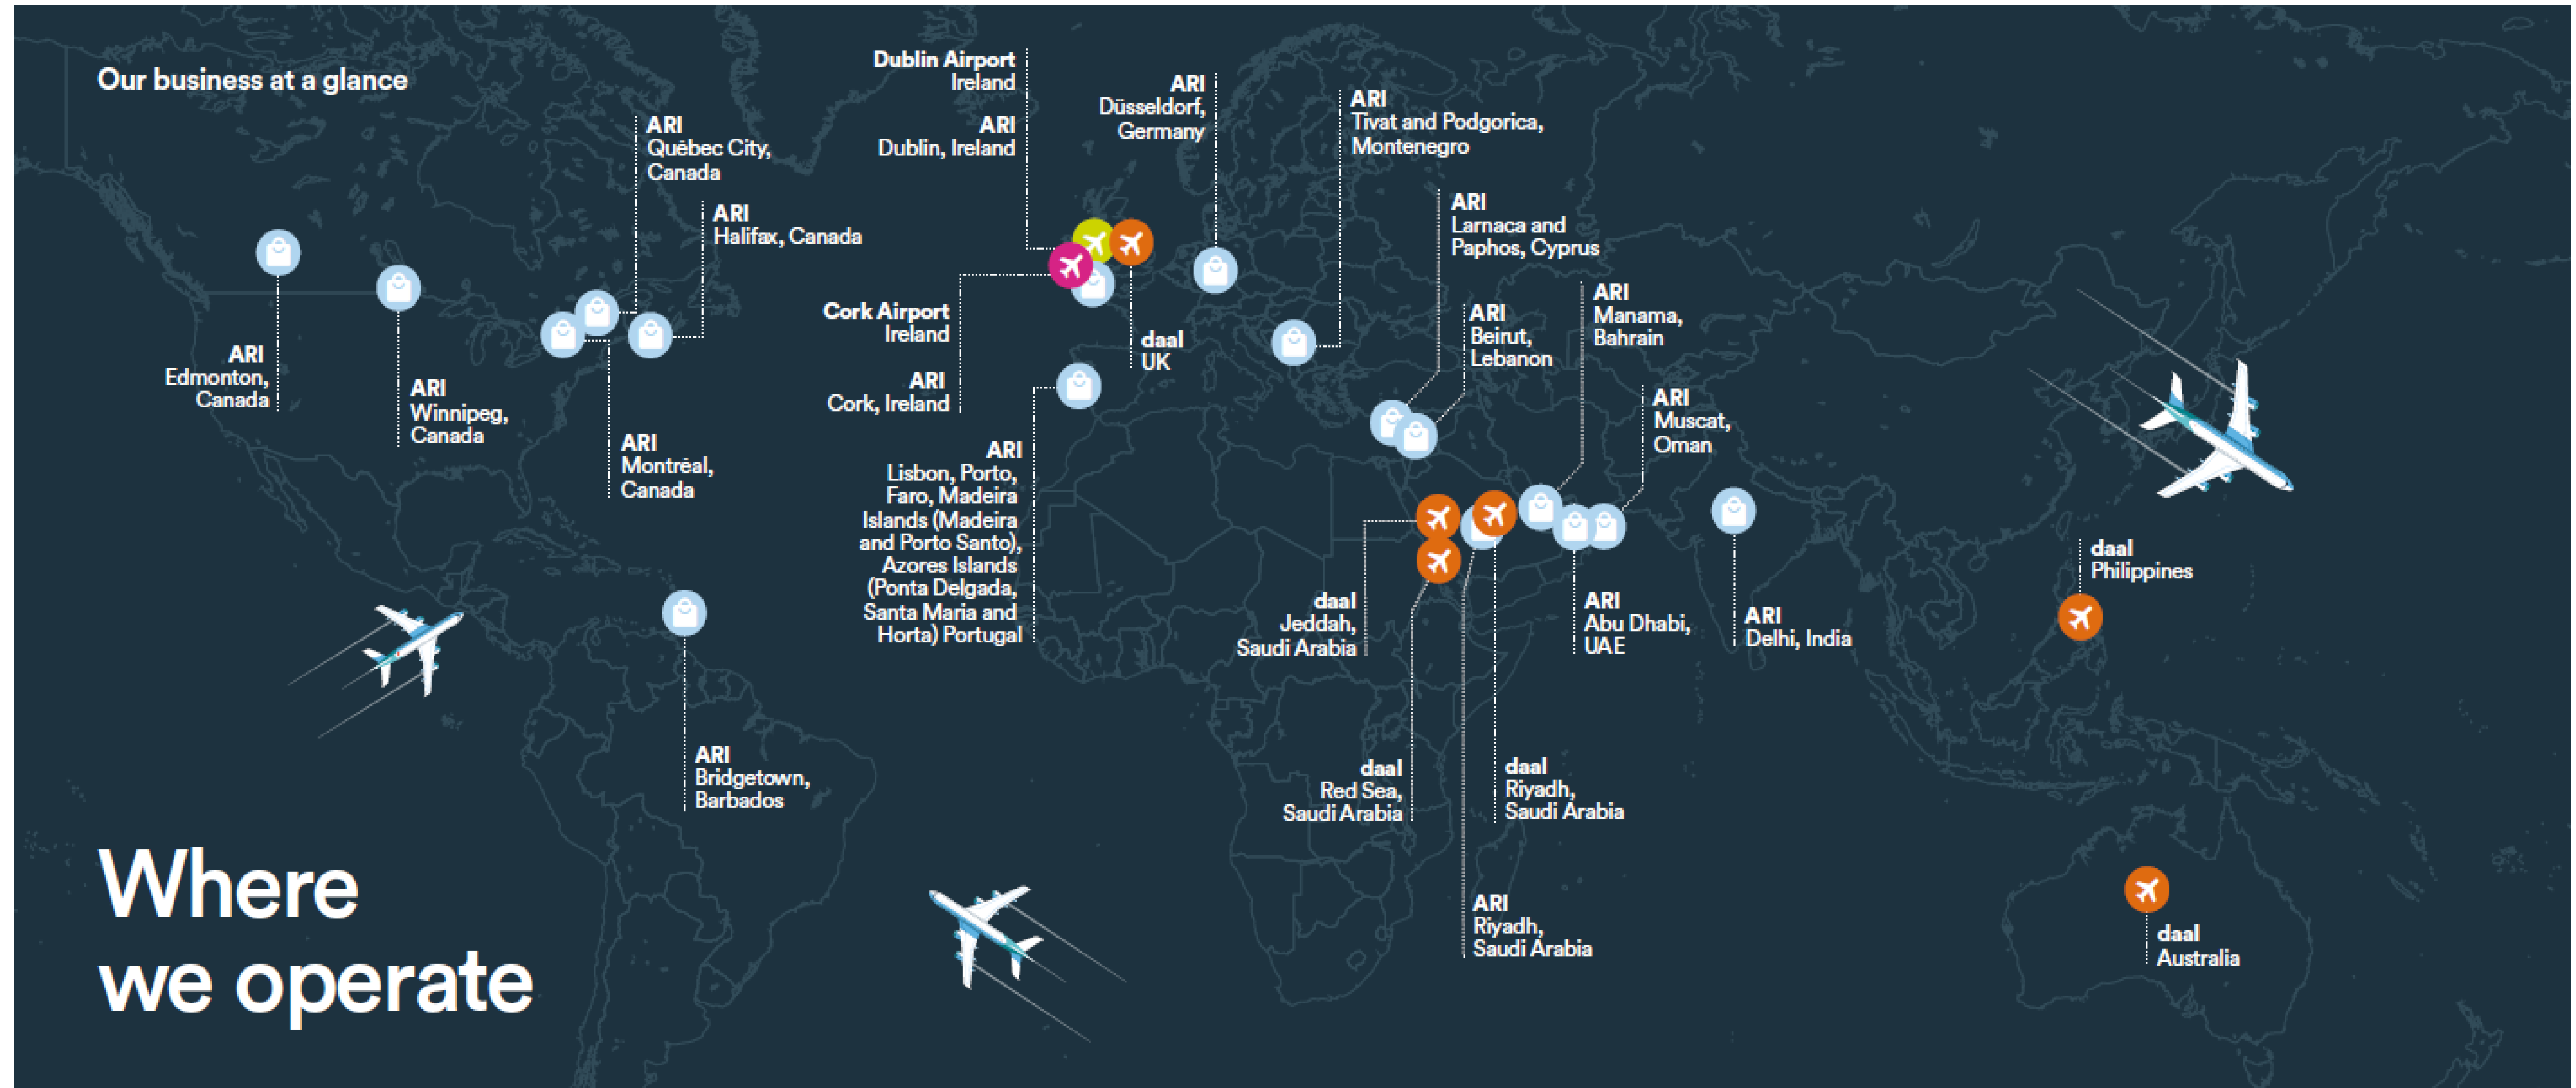 Our business at a glance
Dublin Airport
Ireland
ARI
Dublin, Ireland
ARI
Düsseldorf,
Germany
ARI
Tivat and Podgorica,
Montenegro
ARI
Québec City,
Canada
ARI
Halifax, Canada
ARI
Larnaca and
Paphos, Cyprus
ARI
Manama,
Bahrain
ARI
Beirut,
Lebanon
Cork Airport
Ireland
ARI
Cork, Ireland
daal
UK
ARI
Edmonton,
Canada
ARI
Winnipeg,
Canada
ARI
Montréal,
Canada
ARI
Muscat,
Oman
ARI
Lisbon, Porto,
Faro, Madeira
Islands (Madeira
and Porto Santo),
Azores Islands
(Ponta Delgada,
Santa Maria and
Horta) Portugal
daal
Philippines
daal
Jeddah,
Saudi Arabia
ARI
Abu Dhabi,
UAE
ARI
Delhi, India
ARI
Bridgetown,
Barbados
daal
Red Sea,
Saudi Arabia
daal
Riyadh,
Saudi Arabia
ARI
Riyadh,
Saudi Arabia
daal
Australia
Where
we operate